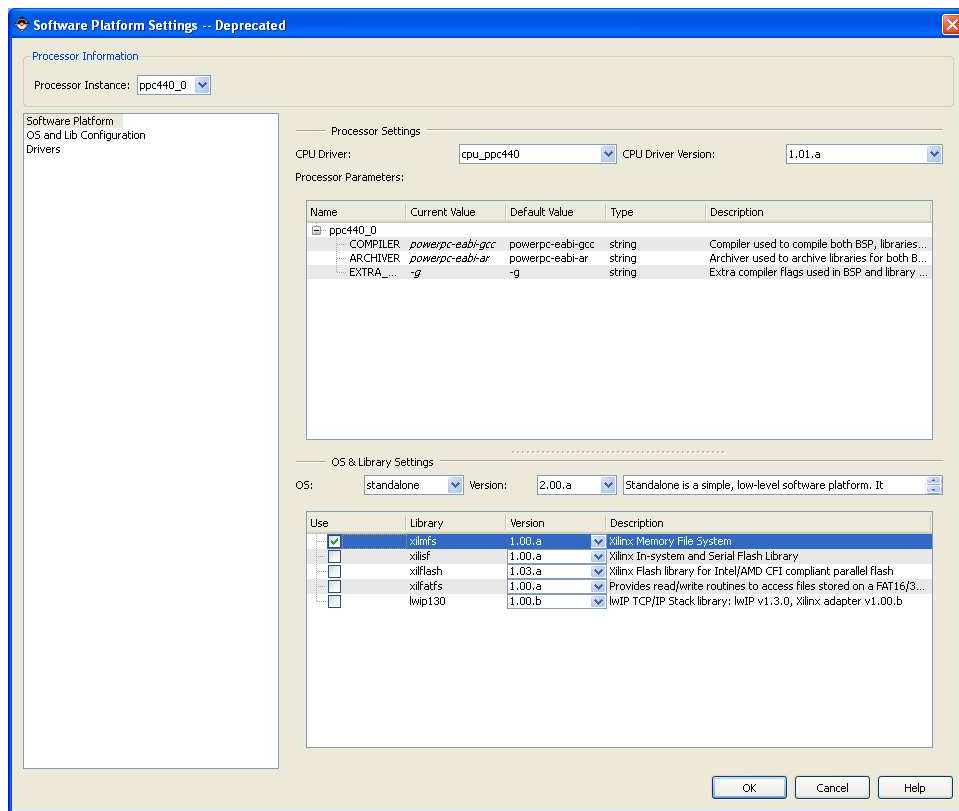 Software Platform Settings -- Deprecated
Processor Information
Processor Instance: ppc440_0
Software Platform
OS and Lib Configuration
Drivers
Processor Settings
CPU Driver: cpu_ppc440 CPU Driver Version: 1.01.a
Processor Parameters:
Name Current Value Default Value Type Description
ppc440_0
COMPILER powerpc-eabi-gcc powerpc-eabi-gcc string Compiler used to compile both BSP, libraries...
ARCHIVER powerpc-eabi-ar powerpc-eabi-ar string Archiver used to archive libraries for both B...
EXTRA_... -g -g string Extra compiler flags used in BSP and library ...
OS & Library Settings
OS: standalone Version: 2.00.a Standalone is a simple, low-level software platform. It
Use Library Version Description
xilmfs 1.00.a Xilinx Memory File System
xilisf 1.00.a Xilinx In-system and Serial Flash Library
xilflash 1.03.a Xilinx Flash library for Intel/AMD CFI compliant parallel flash
xilfatfs 1.00.a Provides read/write routines to access files stored on a FAT16/3...
lwip130 1.00.b lwIP TCP/IP Stack library: lwIP v1.3.0, Xilinx adapter v1.00.b
OK Cancel Help